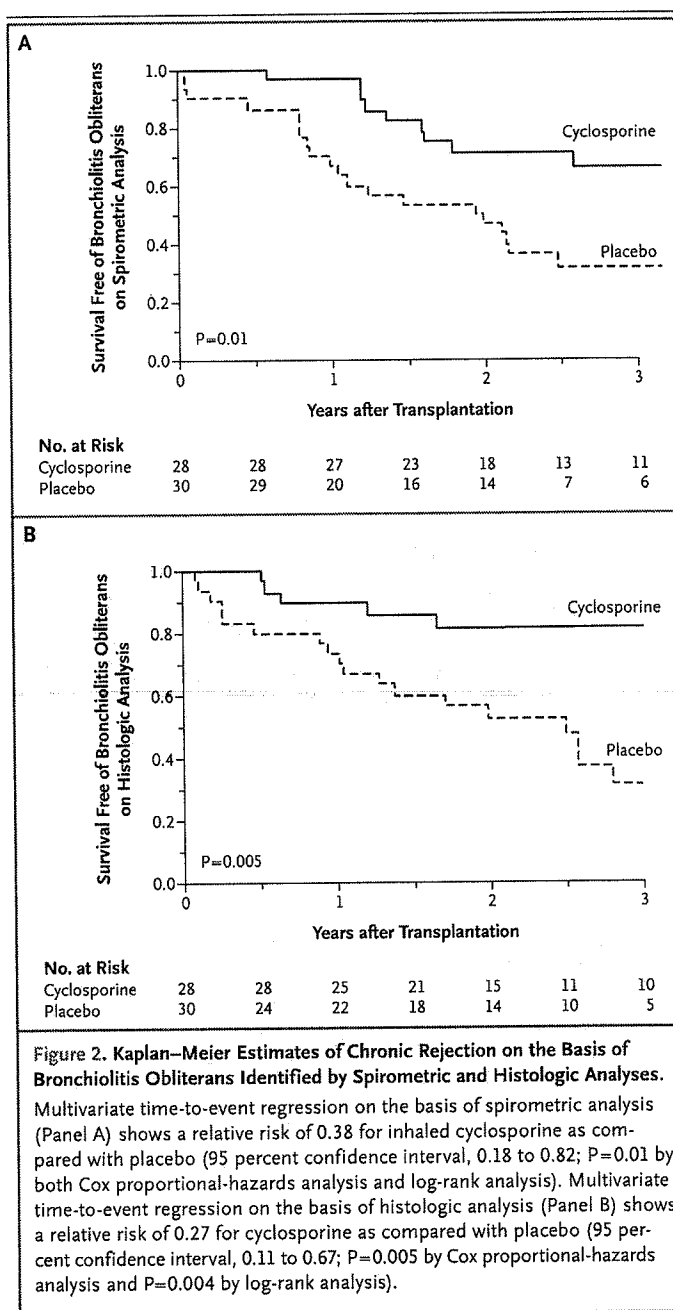 A
Survival Free of Bronchiolitis Obliterans
on Spirometric Analysis
1.0
0.8
0.6
0.4
0.2
0.0
Cyclosporine
Placebo
P=0.01
0 1 2 3
Years after Transplantation
No. at Risk
Cyclosporine 28 28 27 23 18 13 11
Placebo 30 29 20 16 14 7 6
B
Survival Free of Bronchiolitis Obliterans
on Histologic Analysis
1.0
0.8
0.6
0.4
0.2
0.0
Cyclosporine
Placebo
P=0.005
0 1 2 3
Years after Transplantation
No. at Risk
Cyclosporine 28 28 25 21 15 11 10
Placebo 30 24 22 18 14 10 5
Figure 2. Kaplan–Meier Estimates of Chronic Rejection on the Basis of
Bronchiolitis Obliterans Identified by Spirometric and Histologic Analyses.
Multivariate time-to-event regression on the basis of spirometric analysis
(Panel A) shows a relative risk of 0.38 for inhaled cyclosporine as com-
pared with placebo (95 percent confidence interval, 0.18 to 0.82; P=0.01 by
both Cox proportional-hazards analysis and log-rank analysis). Multivariate
time-to-event regression on the basis of histologic analysis (Panel B) shows
a relative risk of 0.27 for cyclosporine as compared with placebo (95 per-
cent confidence interval, 0.11 to 0.67; P=0.005 by Cox proportional-hazards
analysis and P=0.004 by log-rank analysis).